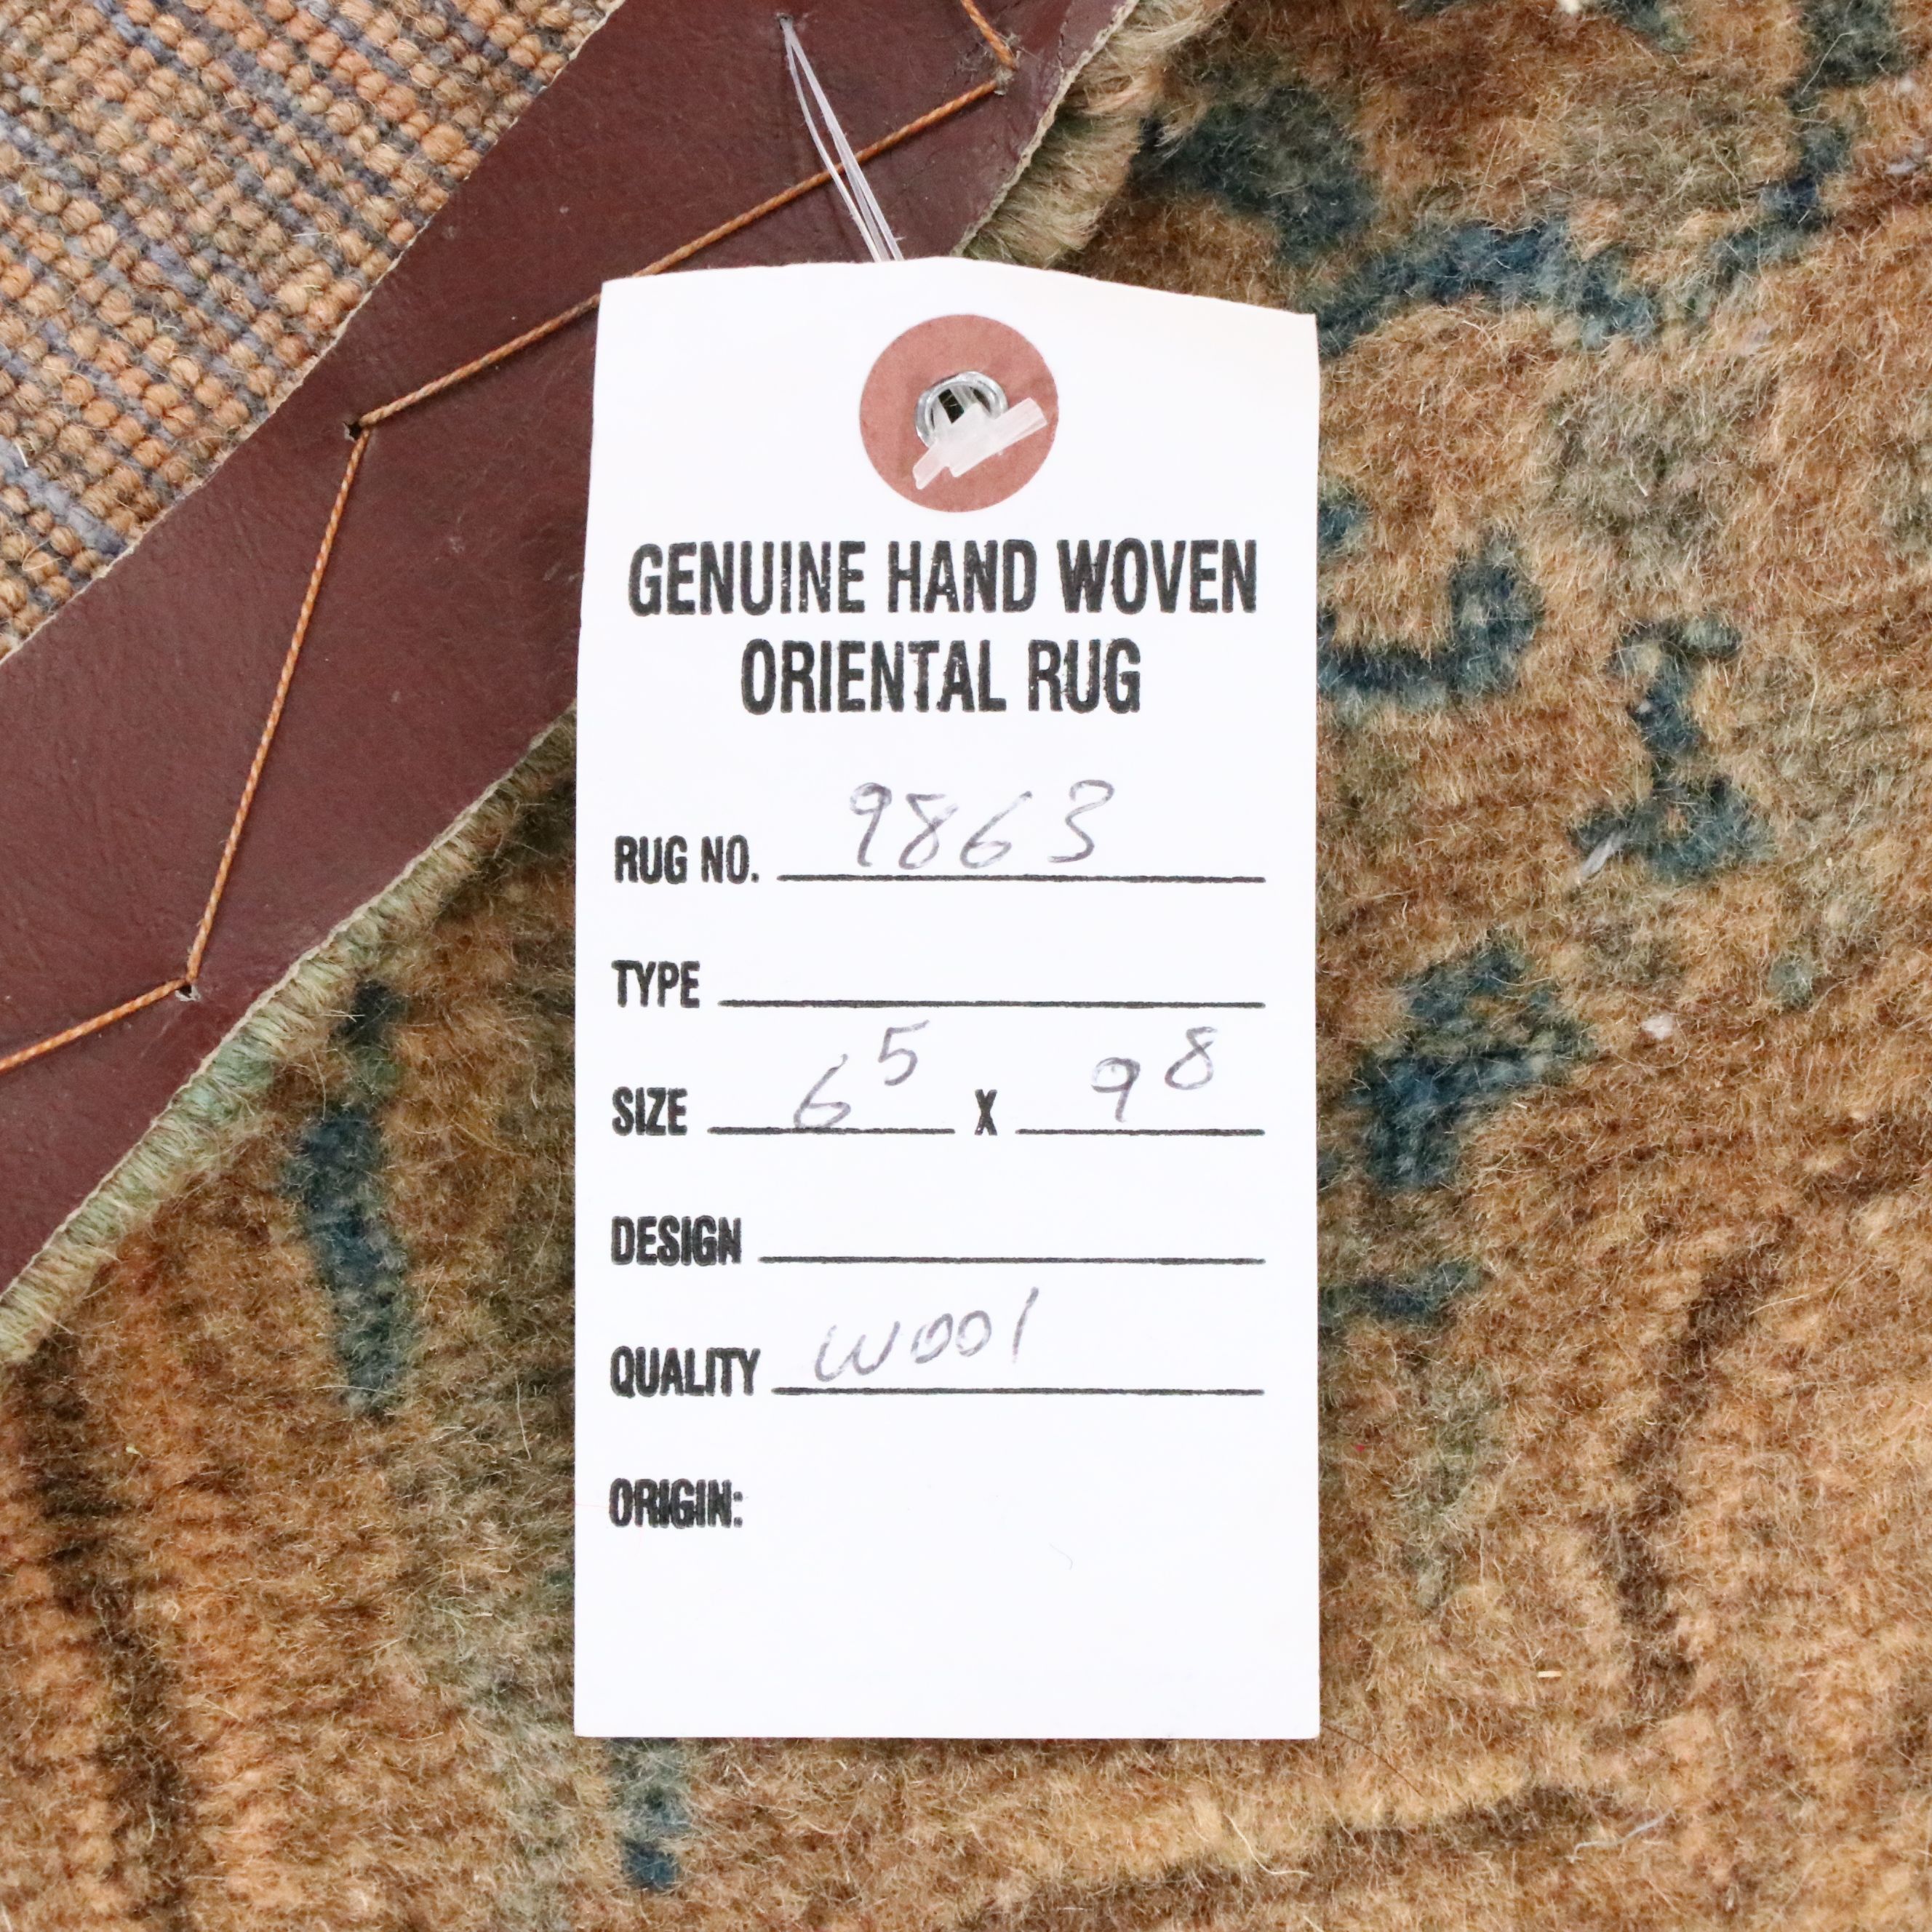 GENUINE HAND WOVEN
ORIENTAL RUG
RUG NO. 9863
TYPE
SIZE 6⁵ X 9⁸
DESIGN
QUALITY wool
ORIGIN: